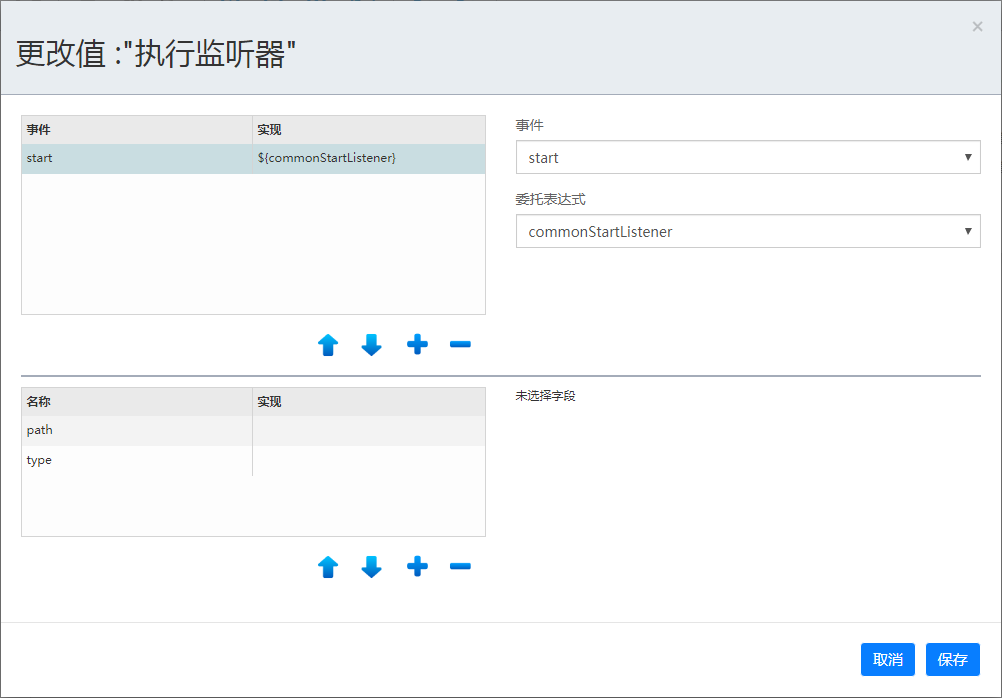 ×
更改值 :"执行监听器"
事件 实现
start ${commonStartListener}
事件
start
委托表达式
commonStartListener
名称 实现
path
type
未选择字段
取消 保存